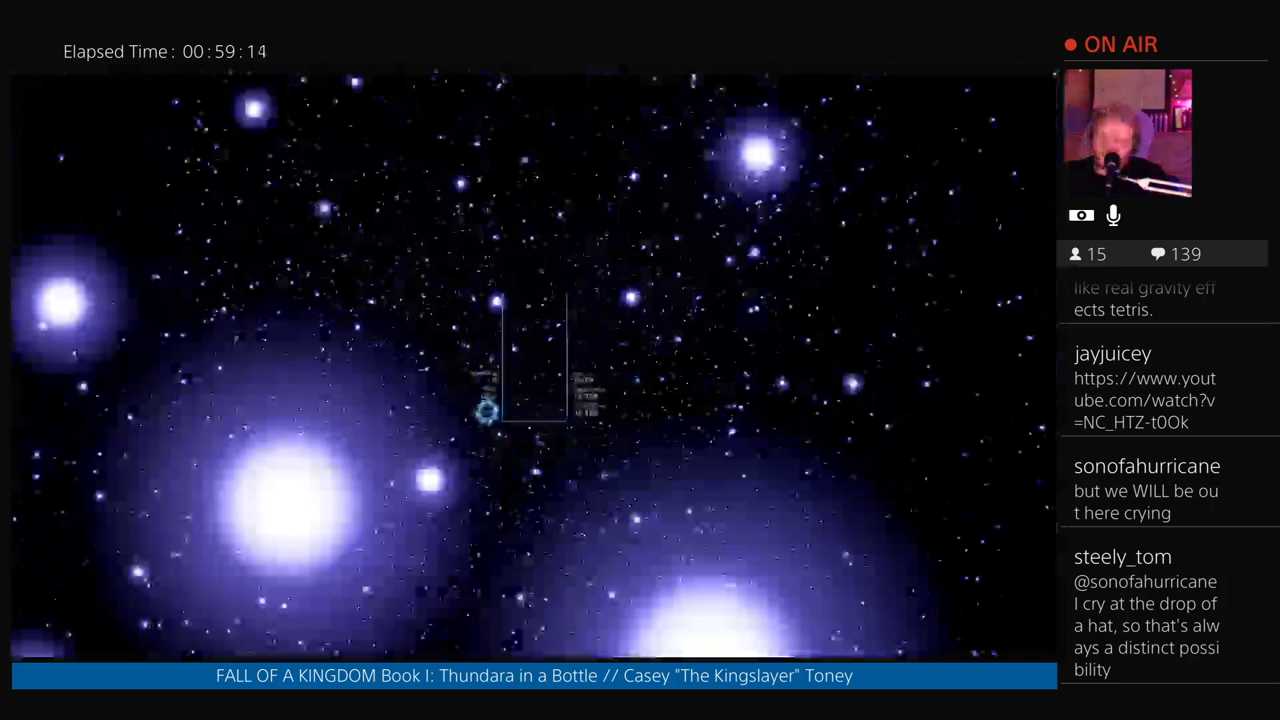 Elapsed Time: 00:59:14
ON AIR
15 139
like real gravity eff
ects tetris.
jayjuicey
https://www.yout
ube.com/watch?v
=NC_HTZ-t0Ok
sonofahurricane
but we WILL be ou
t here crying
steely_tom
@sonofahurricane
I cry at the drop of
a hat, so that's alw
ays a distinct possi
bility
FALL OF A KINGDOM Book I: Thundara in a Bottle // Casey "The Kingslayer" Toney